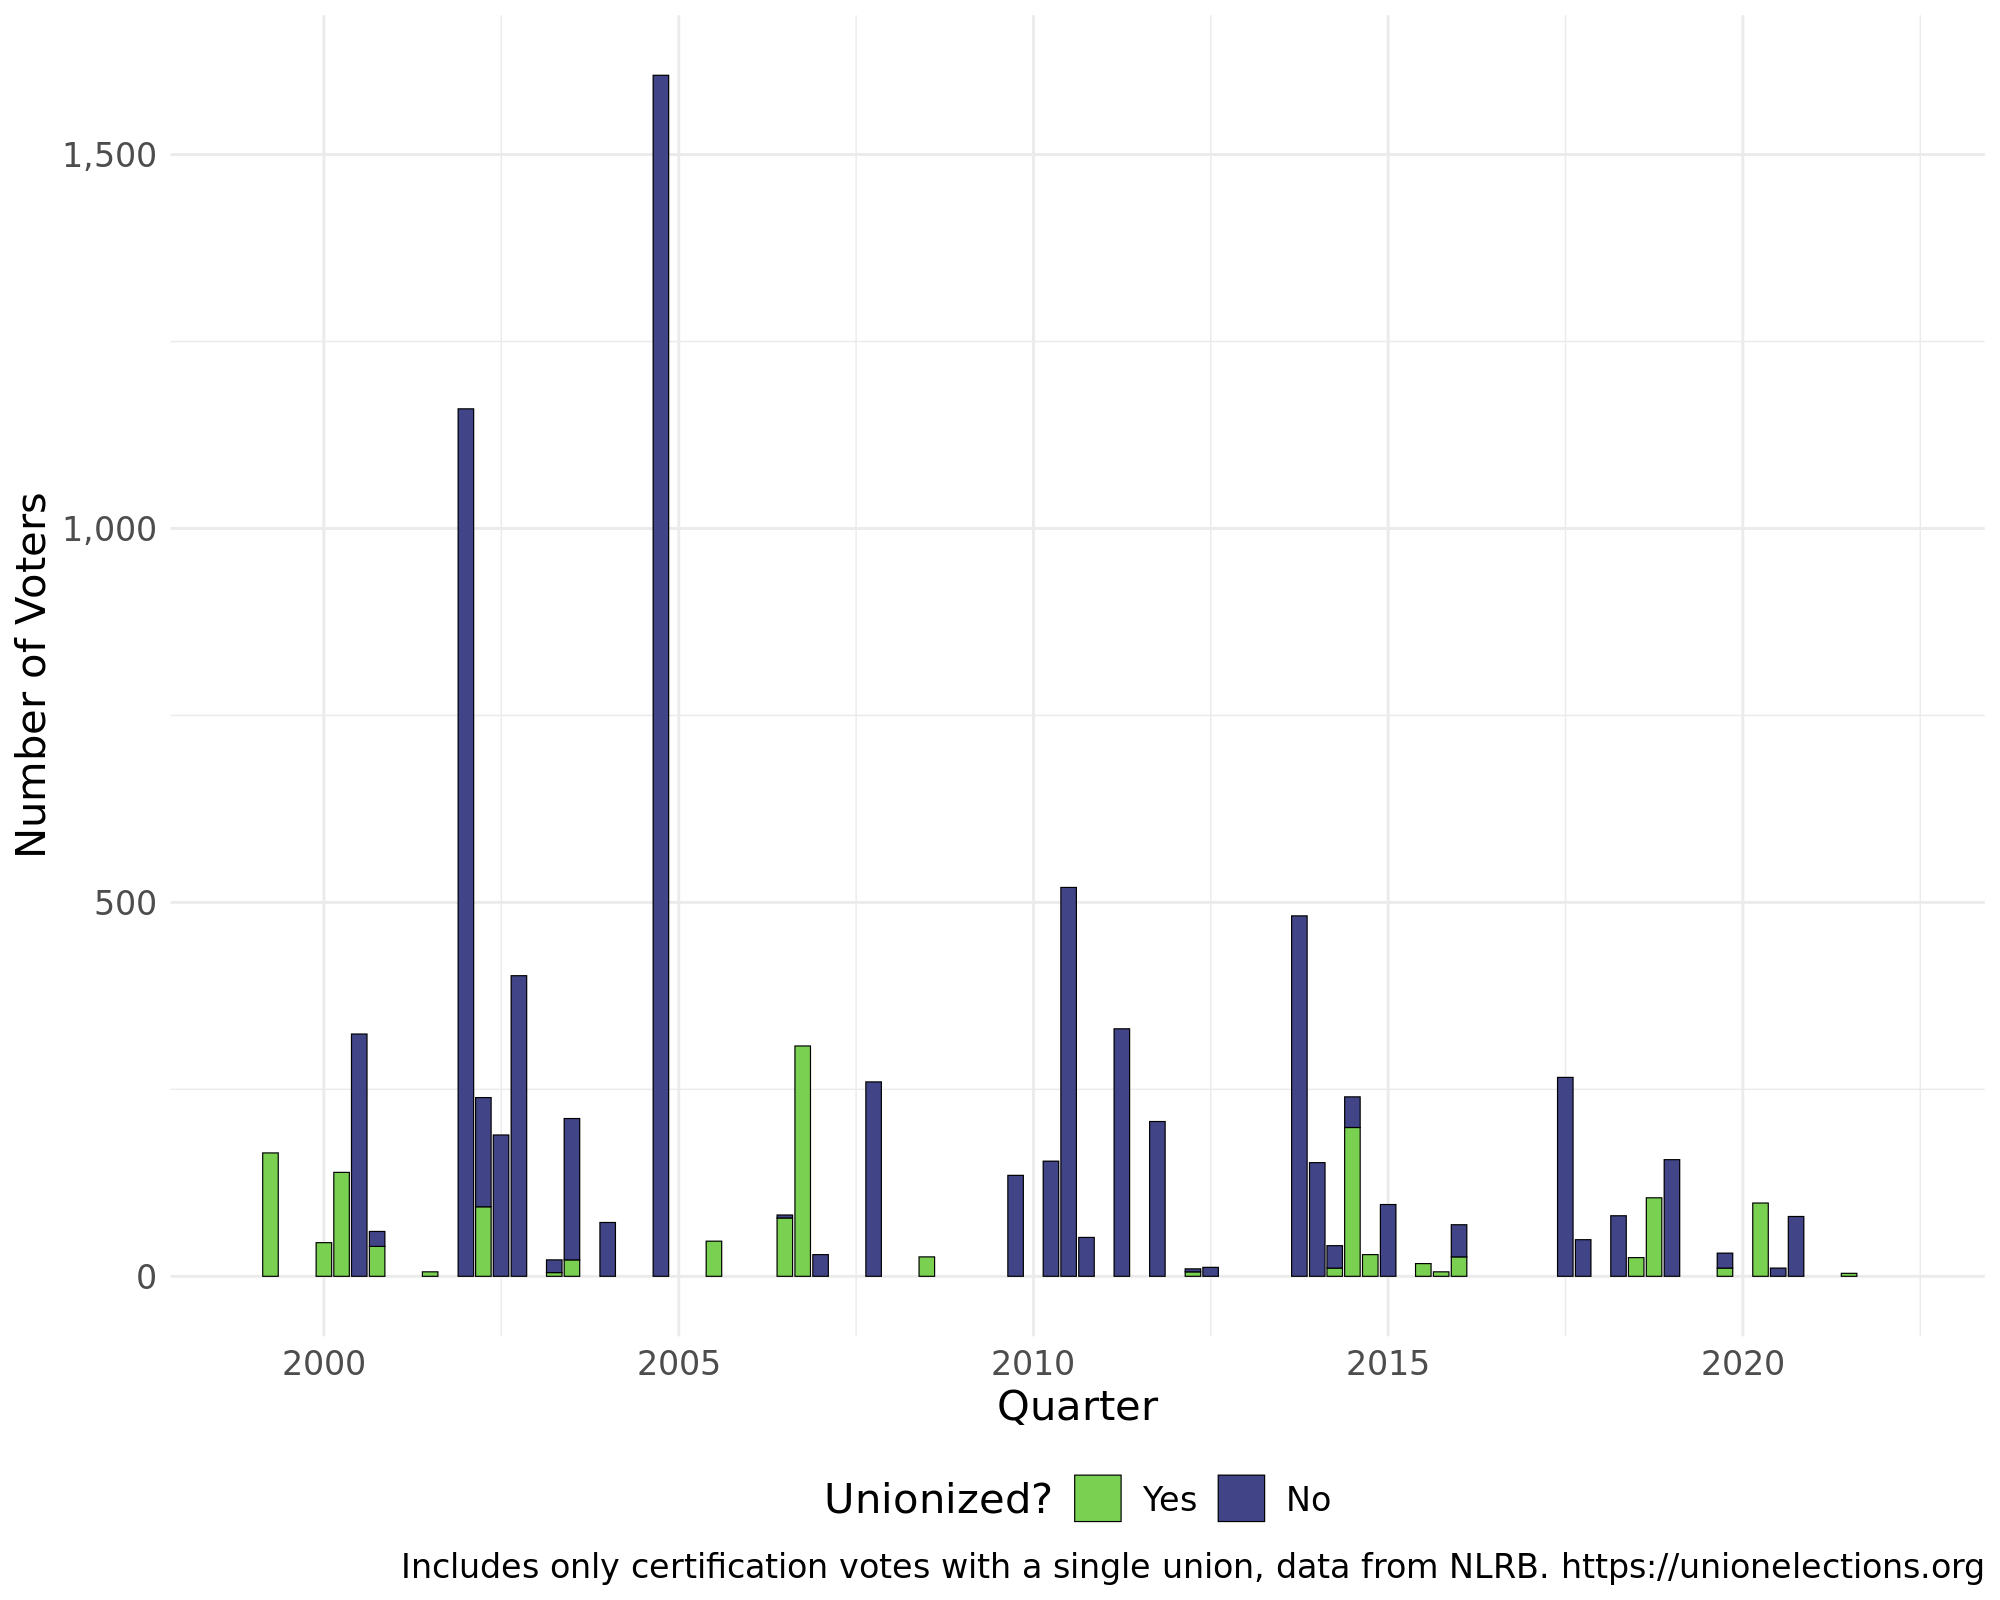 1,500
1,000
500
0
Number of Voters
2000 2005 2010 2015 2020
Quarter
Unionized? Yes No
Includes only certification votes with a single union, data from NLRB. https://unionelections.org